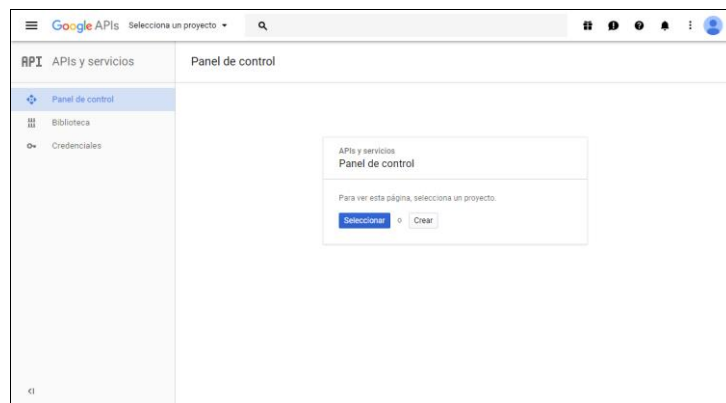 Google APIs Selecciona un proyecto
API APIs y servicios
Panel de control
Panel de control
Biblioteca
Credenciales
APIs y servicios
Panel de control
Para ver esta página, selecciona un proyecto.
Seleccionar o Crear